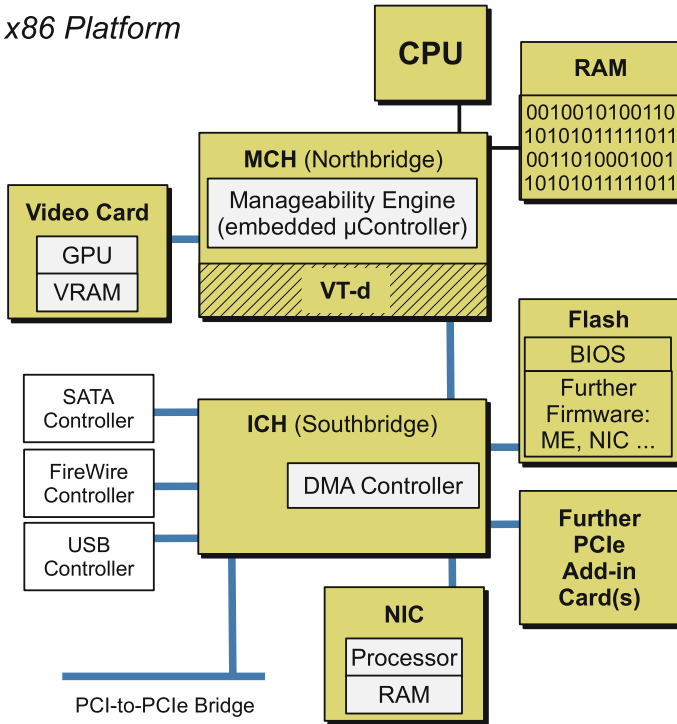 x86 Platform
CPU
RAM
0010010100110
1010101111011
0011010001001
1010101111011
MCH (Northbridge)
Manageability Engine
(embedded µController)
VT-d
Video Card
GPU
VRAM
Flash
BIOS
Further
Firmware:
ME, NIC ...
SATA
Controller
FireWire
Controller
USB
Controller
ICH (Southbridge)
DMA Controller
Further
PCIe
Add-in
Card(s)
NIC
Processor
RAM
PCI-to-PCIe Bridge